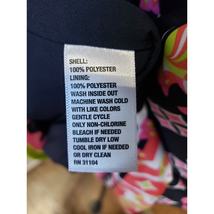 SHELL:
100% POLYESTER
LINING:
100% POLYESTER
WASH INSIDE OUT
MACHINE WASH COLD
WITH LIKE COLORS
GENTLE CYCLE
ONLY NON-CHLORINE
BLEACH IF NEEDED
TUMBLE DRY LOW
COOL IRON IF NEEDED
OR DRY CLEAN
RN 31104